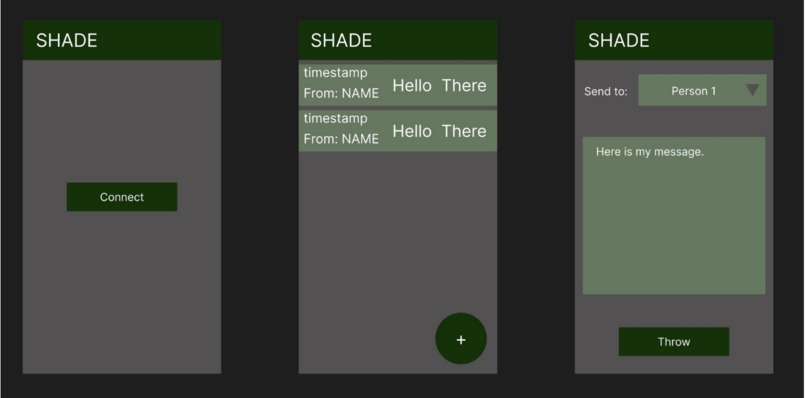 SHADE
Connect
SHADE
timestamp
From: NAME
Hello There
timestamp
From: NAME
Hello There
+
SHADE
Send to:
Person 1
Here is my message.
Throw